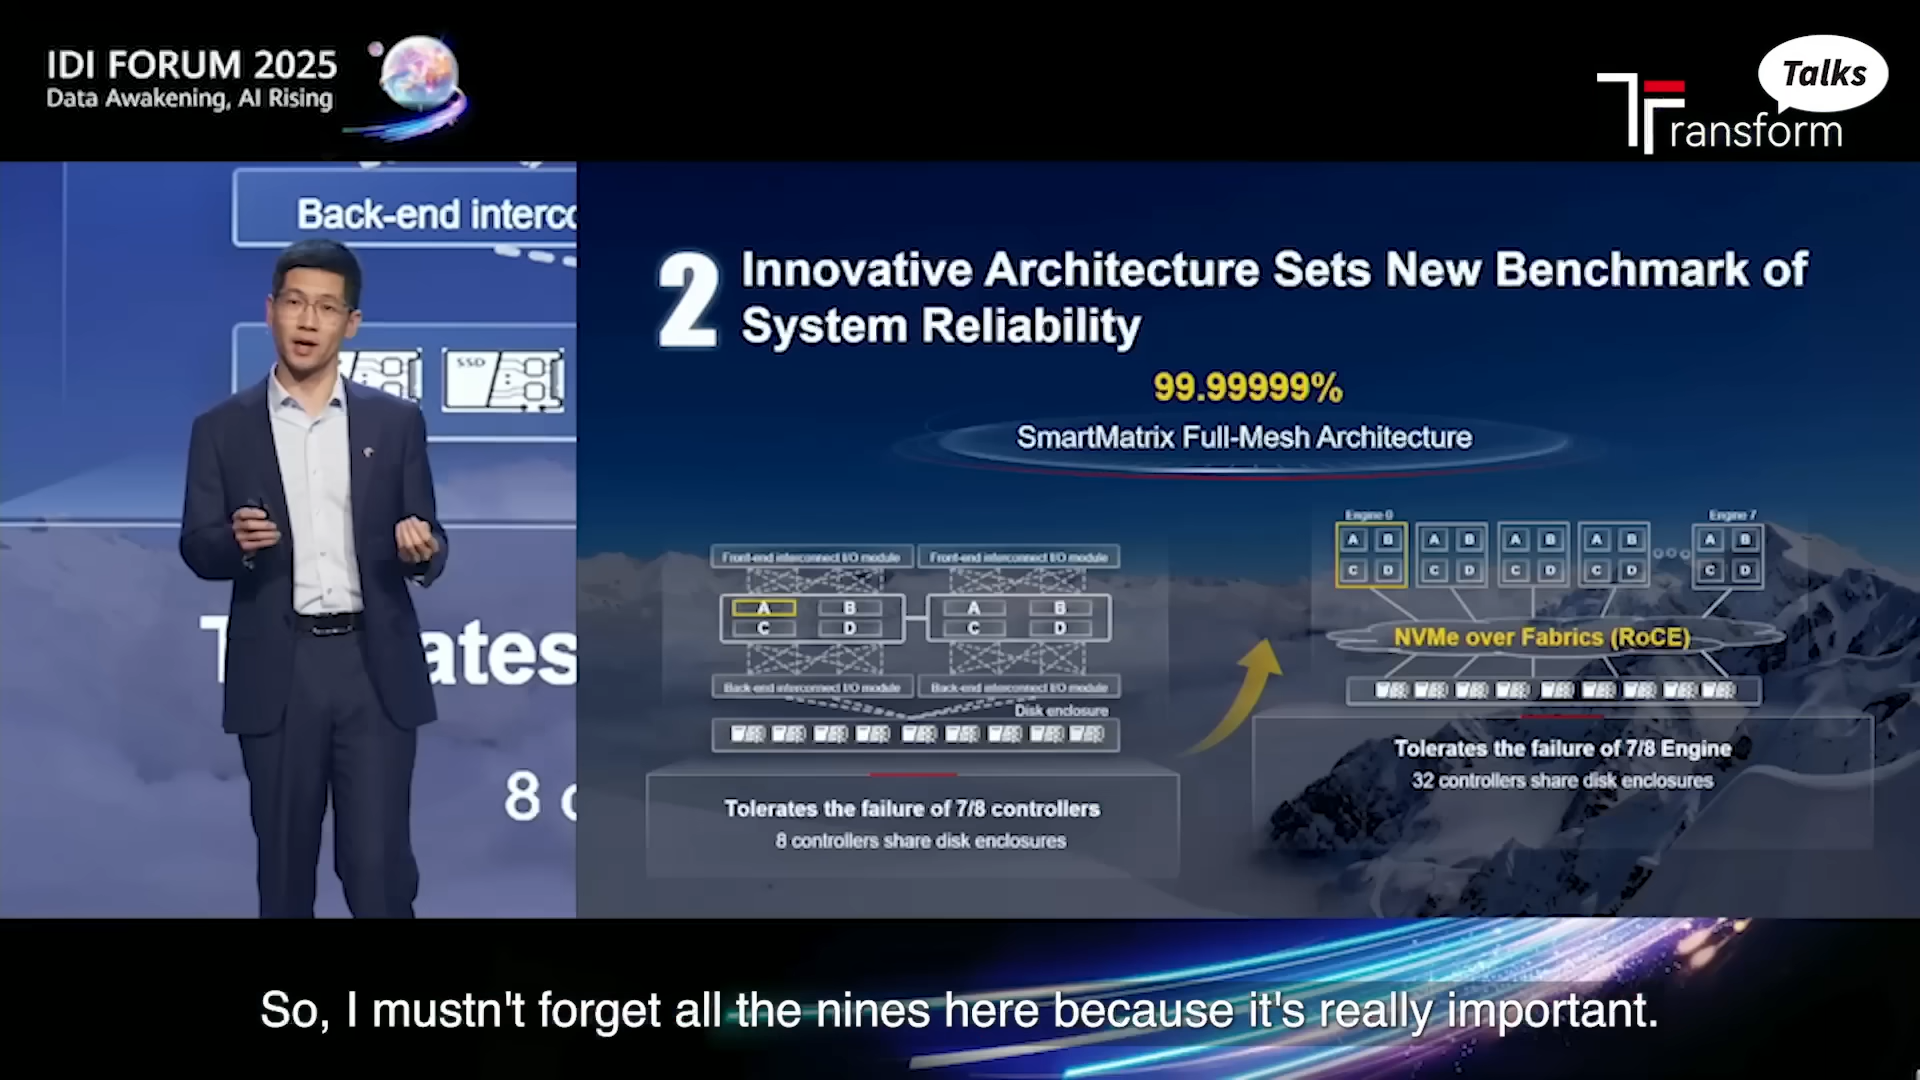 IDI FORUM 2025
Data Awakening, AI Rising
Talks
Transform
Back-end interco
SSD
T ates
8 c
2
Innovative Architecture Sets New Benchmark of
System Reliability
99.99999%
SmartMatrix Full-Mesh Architecture
Front-end interconnect I/O module Front-end interconnect I/O module
A B A B
C D C D
Back-end interconnect I/O module Back-end interconnect I/O module
Disk enclosure
Tolerates the failure of 7/8 controllers
8 controllers share disk enclosures
Engine 0 Engine 7
A B A B A B A B A B
C D C D C D C D C D
NVMe over Fabrics (RoCE)
Tolerates the failure of 7/8 Engine
32 controllers share disk enclosures
So, I mustn't forget all the nines here because it's really important.